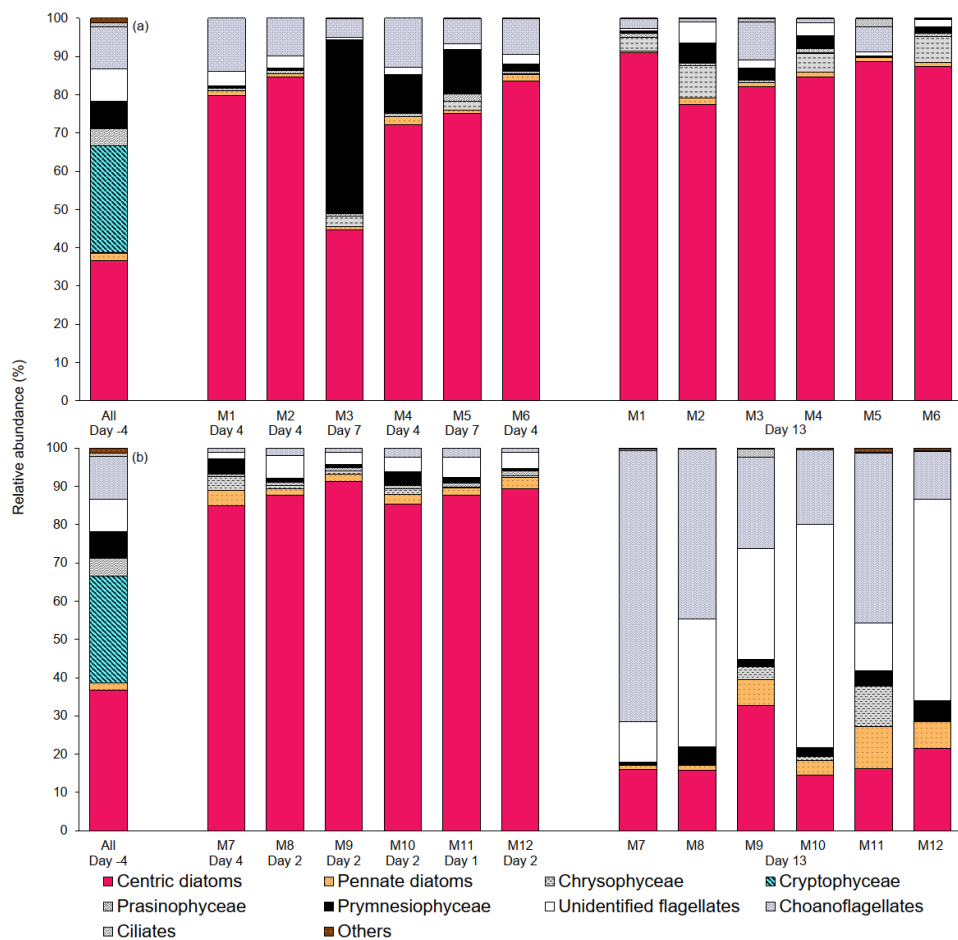 Relative abundance (%)
100
90
80
70
60
50
40
30
20
10
0
(a)
All M1 M2 M3 M4 M5 M6 M1 M2 M3 M4 M5 M6
Day -4 Day 4 Day 4 Day 7 Day 4 Day 7 Day 4 Day 13
100
90
80
70
60
50
40
30
20
10
0
(b)
All M7 M8 M9 M10 M11 M12 M7 M8 M9 M10 M11 M12
Day -4 Day 4 Day 2 Day 2 Day 2 Day 1 Day 2 Day 13
Centric diatoms Pennate diatoms Chrysophyceae Cryptophyceae
Prasinophyceae Prymnesiophyceae Unidentified flagellates Choanoflagellates
Ciliates Others